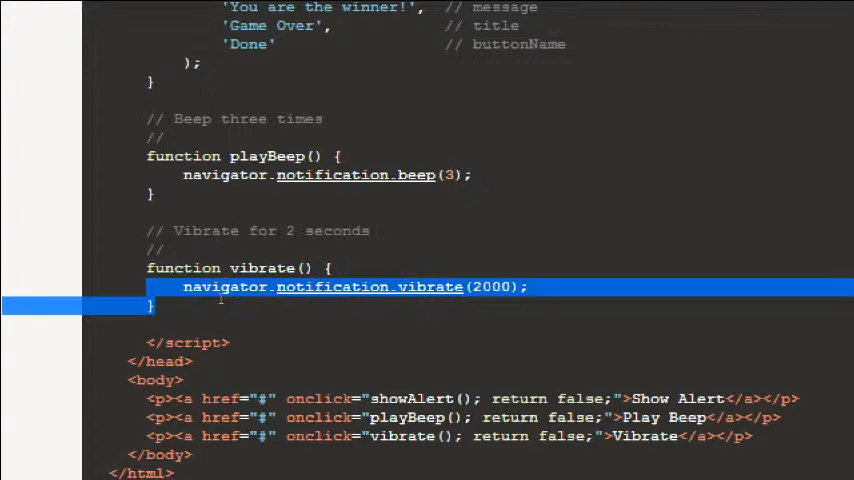 'You are the winner!',  // message
'Game Over',            // title
'Done'                  // buttonName
);
}
// Beep three times
//
function playBeep() {
navigator.notification.beep(3);
}
// Vibrate for 2 seconds
//
function vibrate() {
navigator.notification.vibrate(2000);
}
</script>
</head>
<body>
<p><a href="#" onclick="showAlert(); return false;">Show Alert</a></p>
<p><a href="#" onclick="playBeep(); return false;">Play Beep</a></p>
<p><a href="#" onclick="vibrate(); return false;">Vibrate</a></p>
</body>
</html>